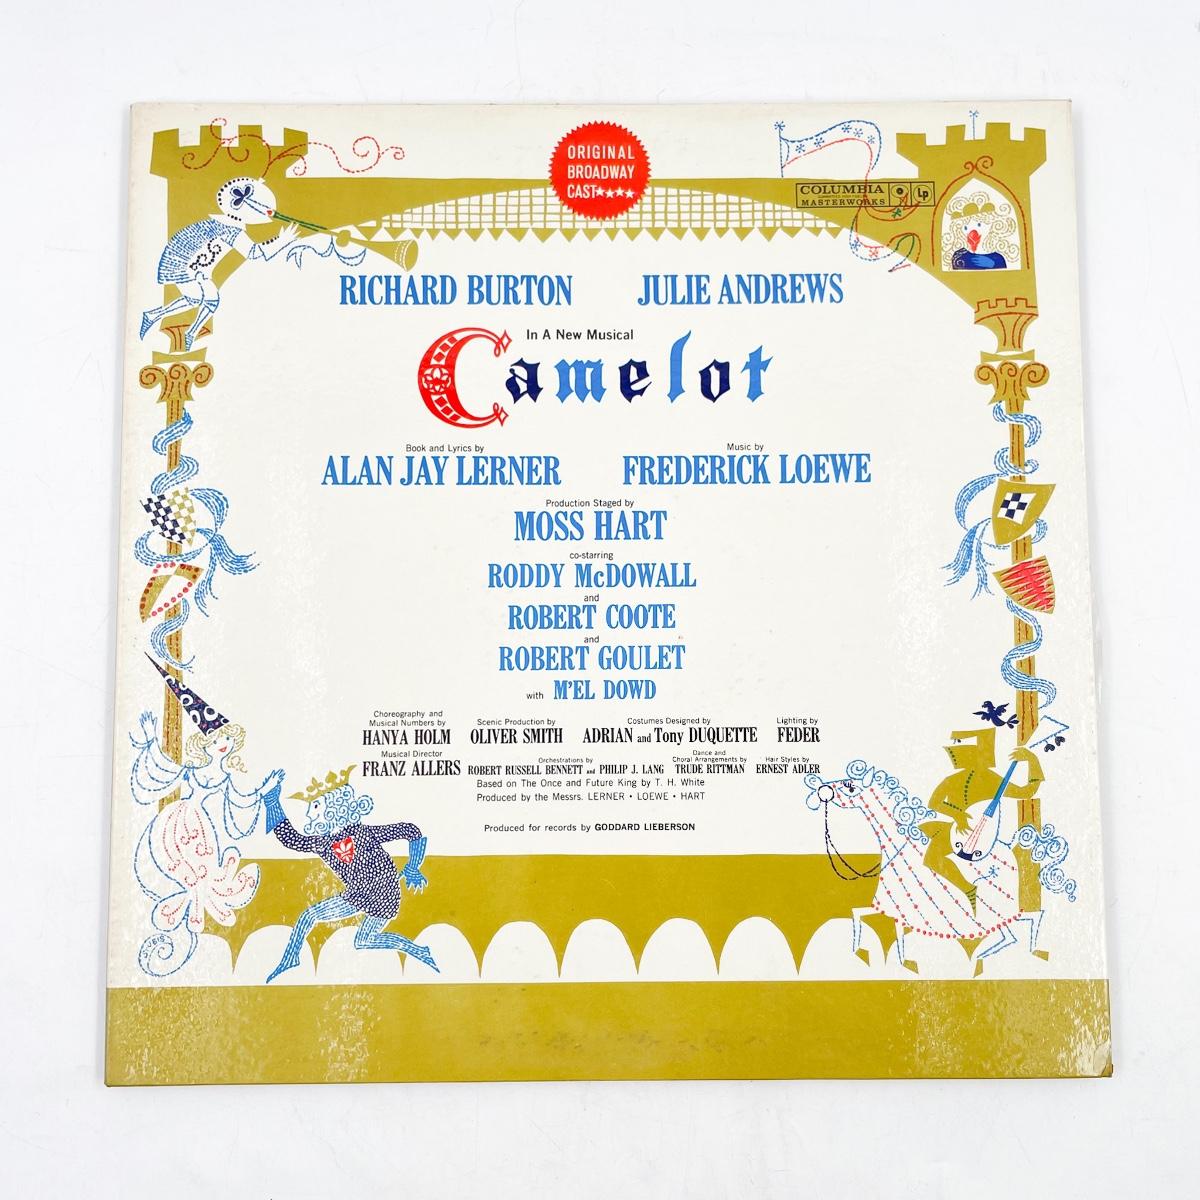 ORIGINAL
BROADWAY
CAST★★★★
COLUMBIA LP
MASTERWORKS
RICHARD BURTON JULIE ANDREWS
In A New Musical
Camelot
Book and Lyrics by Music by
ALAN JAY LERNER FREDERICK LOEWE
Production Staged by
MOSS HART
co-starring
RODDY McDOWALL
and
ROBERT COOTE
and
ROBERT GOULET
with M'EL DOWD
Choreography and
Musical Numbers by Scenic Production by Costumes Designed by Lighting by
HANYA HOLM OLIVER SMITH ADRIAN and Tony DUQUETTE FEDER
Musical Director Orchestrations by Dance and
Choral Arrangements by Hair Styles by
FRANZ ALLERS ROBERT RUSSELL BENNETT and PHILIP J. LANG TRUDE RITTMAN ERNEST ADLER
Based on The Once and Future King by T. H. White
Produced by the Messrs. LERNER • LOEWE • HART
Produced for records by GODDARD LIEBERSON